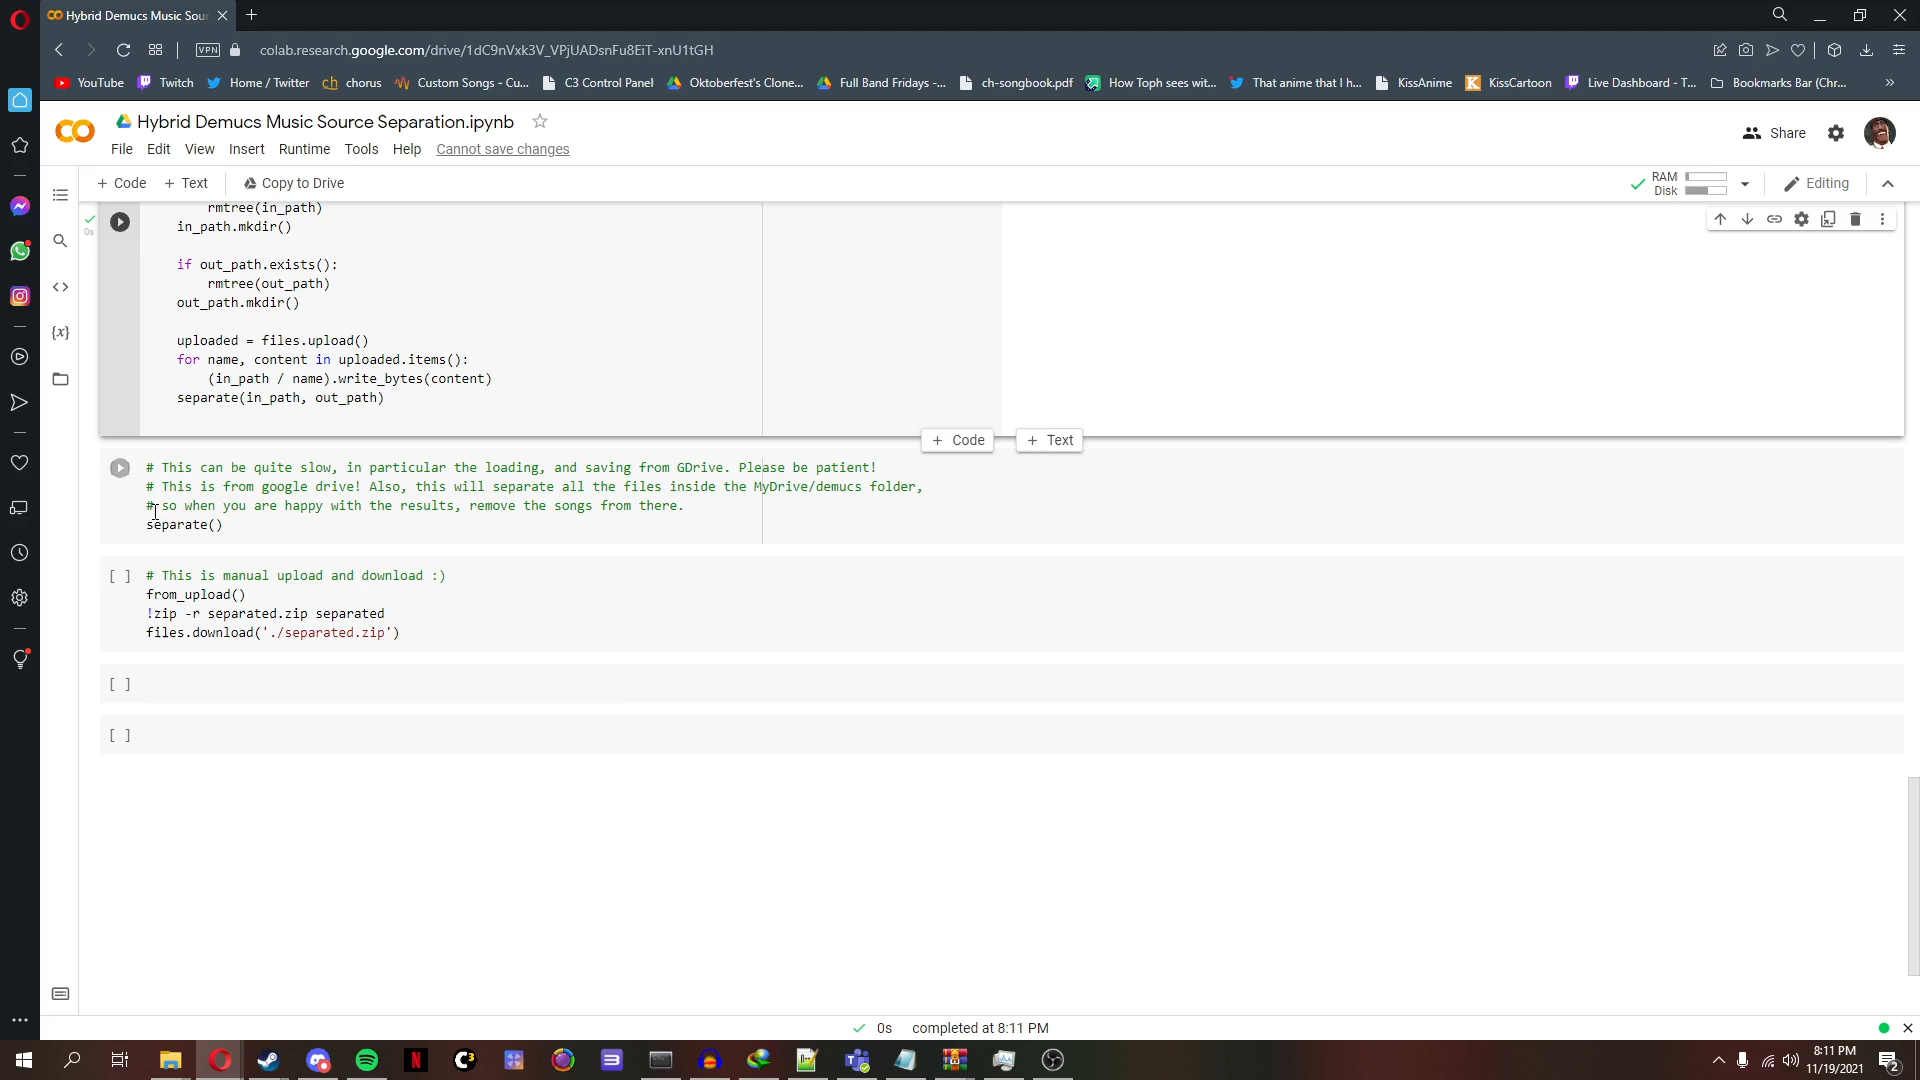 Hybrid Demucs Music Sour
VPN
colab.research.google.com/drive/1dC9nVxk3V_VPjUADsnFu8EiT-xnU1tGH
YouTube Twitch Home / Twitter chorus Custom Songs - Cu... C3 Control Panel Oktoberfest's Clone... Full Band Fridays -... ch-songbook.pdf How Toph sees wit... That anime that I h... KissAnime KissCartoon Live Dashboard - T... Bookmarks Bar (Chr... »
Hybrid Demucs Music Source Separation.ipynb
Share
File Edit View Insert Runtime Tools Help Cannot save changes
+ Code + Text Copy to Drive
RAM
Disk
Editing
rmtree(in_path)
0s
in_path.mkdir()
if out_path.exists():
rmtree(out_path)
out_path.mkdir()
uploaded = files.upload()
for name, content in uploaded.items():
(in_path / name).write_bytes(content)
separate(in_path, out_path)
+ Code + Text
# This can be quite slow, in particular the loading, and saving from GDrive. Please be patient!
# This is from google drive! Also, this will separate all the files inside the MyDrive/demucs folder,
# so when you are happy with the results, remove the songs from there.
separate()
[ ] # This is manual upload and download :)
from_upload()
!zip -r separated.zip separated
files.download('./separated.zip')
[ ]
[ ]
0s completed at 8:11 PM
8:11 PM
11/19/2021
2